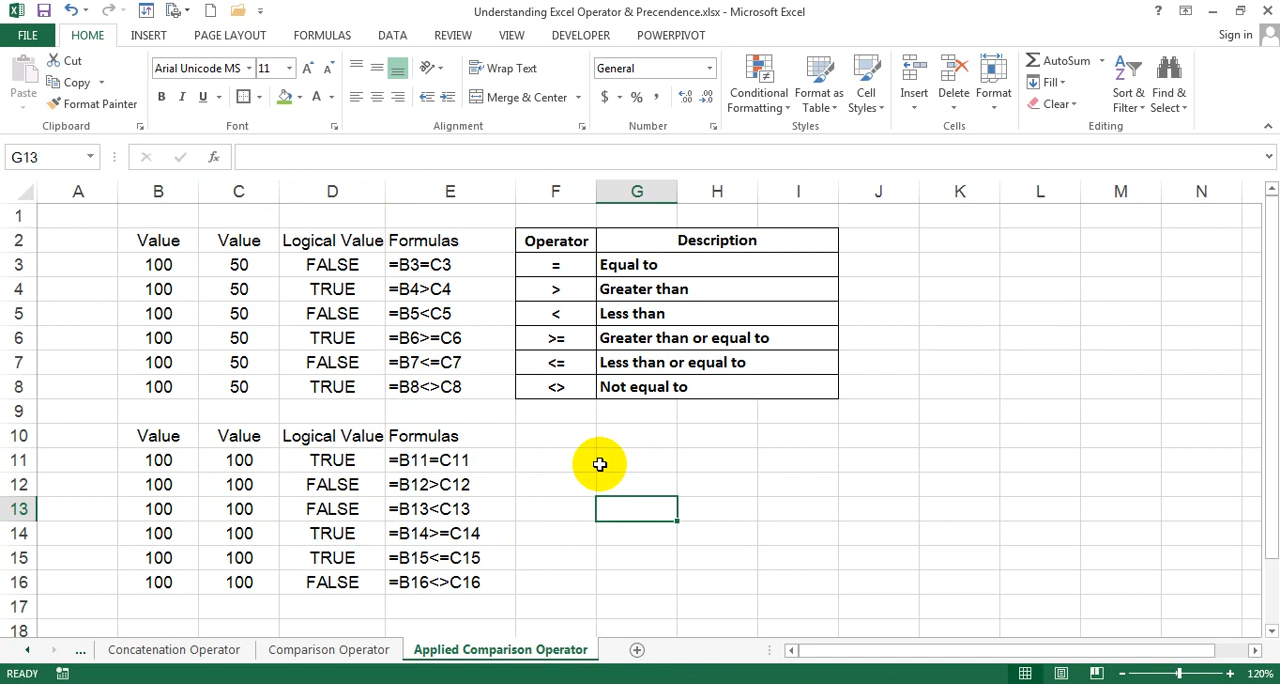 Understanding Excel Operator & Precendence.xlsx - Microsoft Excel
FILE HOME INSERT PAGE LAYOUT FORMULAS DATA REVIEW VIEW DEVELOPER POWERPIVOT Sign in
Paste Cut Copy Format Painter Clipboard
Arial Unicode MS 11 A A B I U A Font
Wrap Text Merge & Center Alignment
General $ % , Number
Conditional Formatting Format as Table Cell Styles Styles
Insert Delete Format Cells
AutoSum Fill Clear Sort & Filter Find & Select Editing
G13 fx
A B C D E F G H I J K L M N
1
2 Value Value Logical Value Formulas Operator Description
3 100 50 FALSE =B3=C3 = Equal to
4 100 50 TRUE =B4>C4 > Greater than
5 100 50 FALSE =B5<C5 < Less than
6 100 50 TRUE =B6>=C6 >= Greater than or equal to
7 100 50 FALSE =B7<=C7 <= Less than or equal to
8 100 50 TRUE =B8<>C8 <> Not equal to
9
10 Value Value Logical Value Formulas
11 100 100 TRUE =B11=C11
12 100 100 FALSE =B12>C12
13 100 100 FALSE =B13<C13
14 100 100 TRUE =B14>=C14
15 100 100 TRUE =B15<=C15
16 100 100 FALSE =B16<>C16
17
18
... Concatenation Operator Comparison Operator Applied Comparison Operator
READY 120%